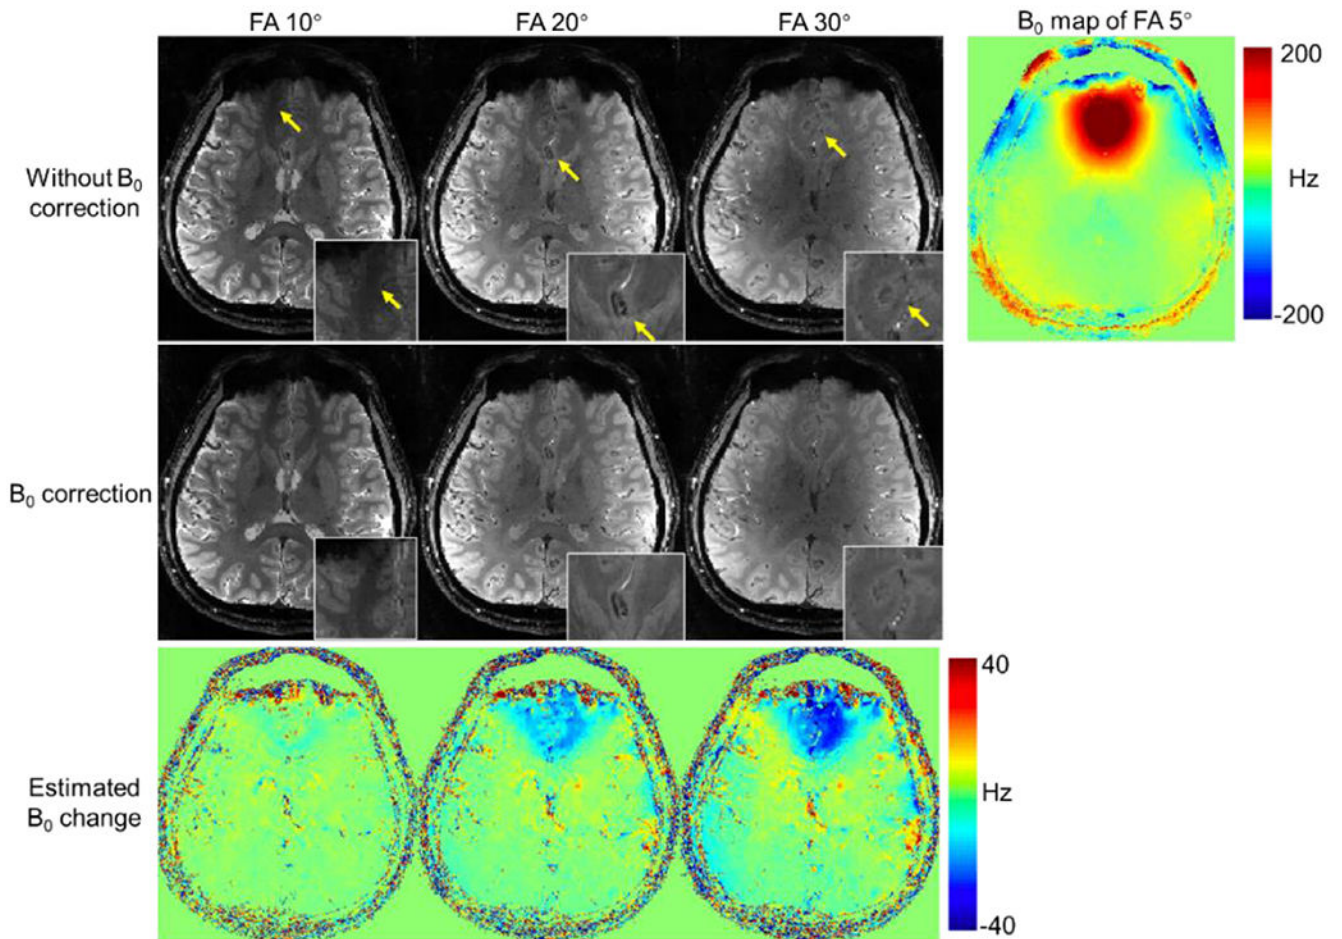 FA 10°
FA 20°
FA 30°
B₀ map of FA 5°
Without B₀
correction
200
Hz
-200
B₀ correction
Estimated
B₀ change
40
Hz
-40